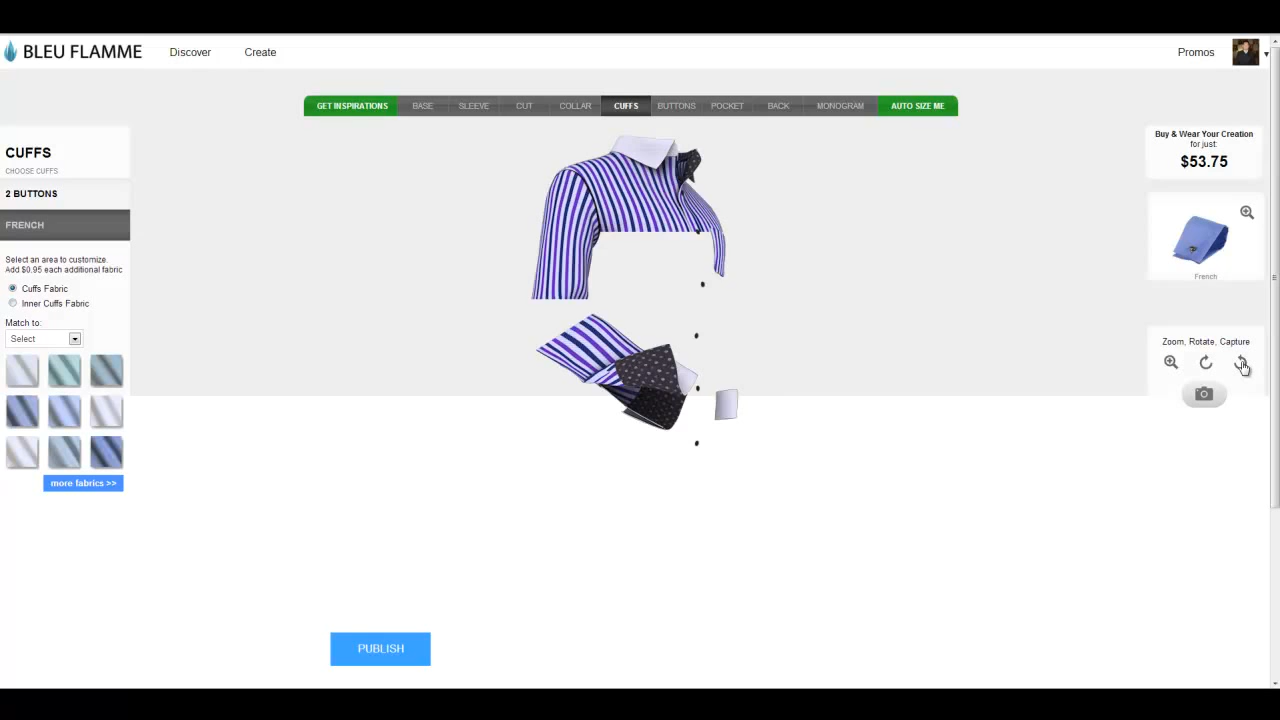 BLEU FLAMME
Discover
Create
Promos
GET INSPIRATIONS
BASE
SLEEVE
CUT
COLLAR
CUFFS
BUTTONS
POCKET
BACK
MONOGRAM
AUTO SIZE ME
CUFFS
CHOOSE CUFFS
2 BUTTONS
FRENCH
Select an area to customize.
Add $0.95 each additional fabric
Cuffs Fabric
Inner Cuffs Fabric
Match to:
Select
more fabrics >>
Buy & Wear Your Creation
for just:
$53.75
French
Zoom, Rotate, Capture
PUBLISH